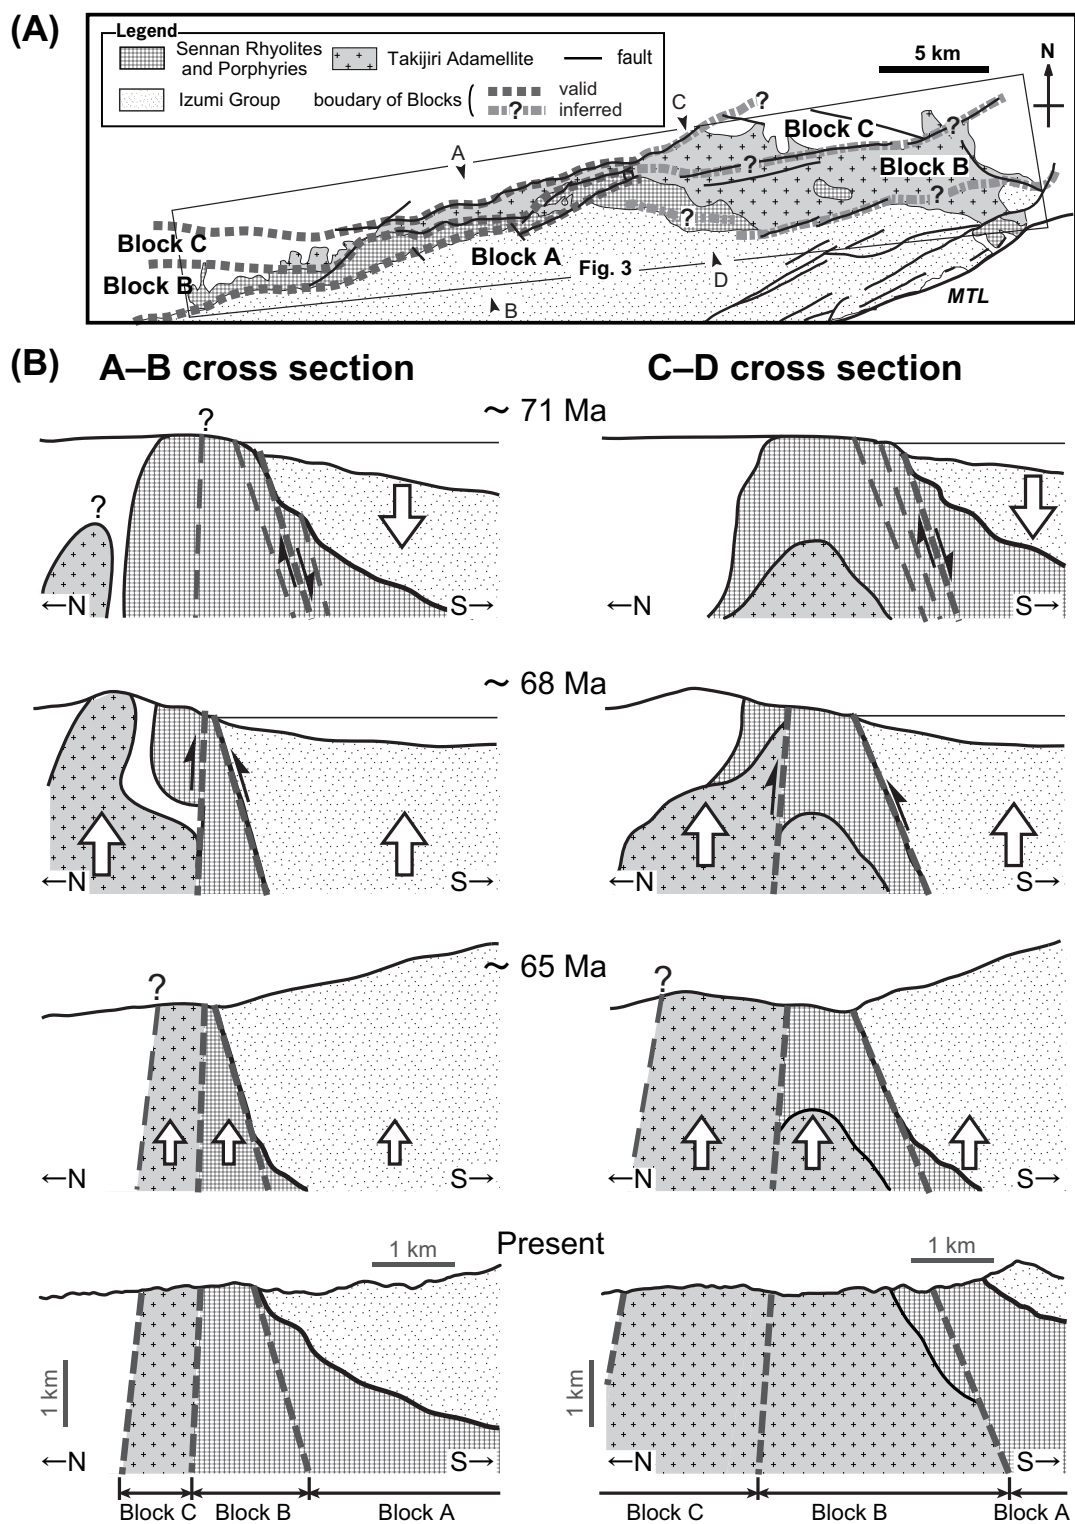 (A)
Legend
Sennan Rhyolites
and Porphyries
Takijiri Adamellite
fault
Izumi Group
boudary of Blocks (
valid
? inferred
5 km
N
A
C
?
Block C
?
?
Block B
?
?
Block C
Block B
Block A
Fig. 3
B
D
MTL
(B)
A–B cross section
C–D cross section
~ 71 Ma
?
?
←N
S→
←N
S→
~ 68 Ma
←N
S→
←N
S→
~ 65 Ma
?
?
←N
S→
←N
S→
Present
1 km
1 km
1 km
1 km
←N
S→
←N
S→
Block C
Block B
Block A
Block C
Block B
Block A